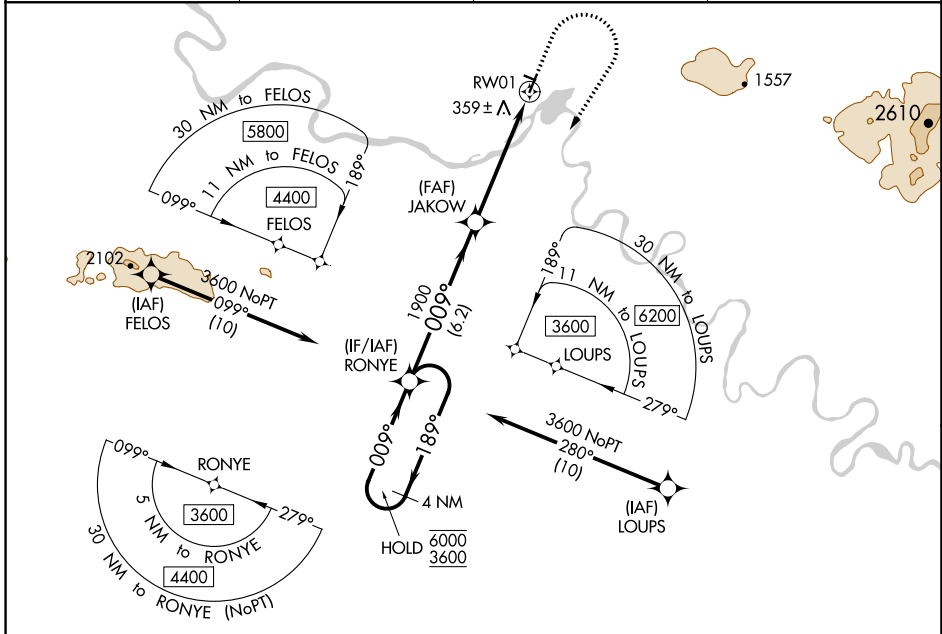 RW01
359 ±
1557
2610
30 NM to FELOS
5800
11 NM to FELOS
4400
099°
189°
FELOS
(FAF)
JAKOW
2102
3600 NoPT
099°
(10)
(IAF)
FELOS
1900
009°
(6.2)
(IF/IAF)
RONYE
30 NM to LOUPS
6200
11 NM to LOUPS
3600
189°
LOUPS
279°
3600 NoPT
280°
(10)
(IAF)
LOUPS
009°
189°
4 NM
HOLD
6000
3600
099°
RONYE
279°
3600
5 NM to RONYE
4400
30 NM to RONYE (NoPT)